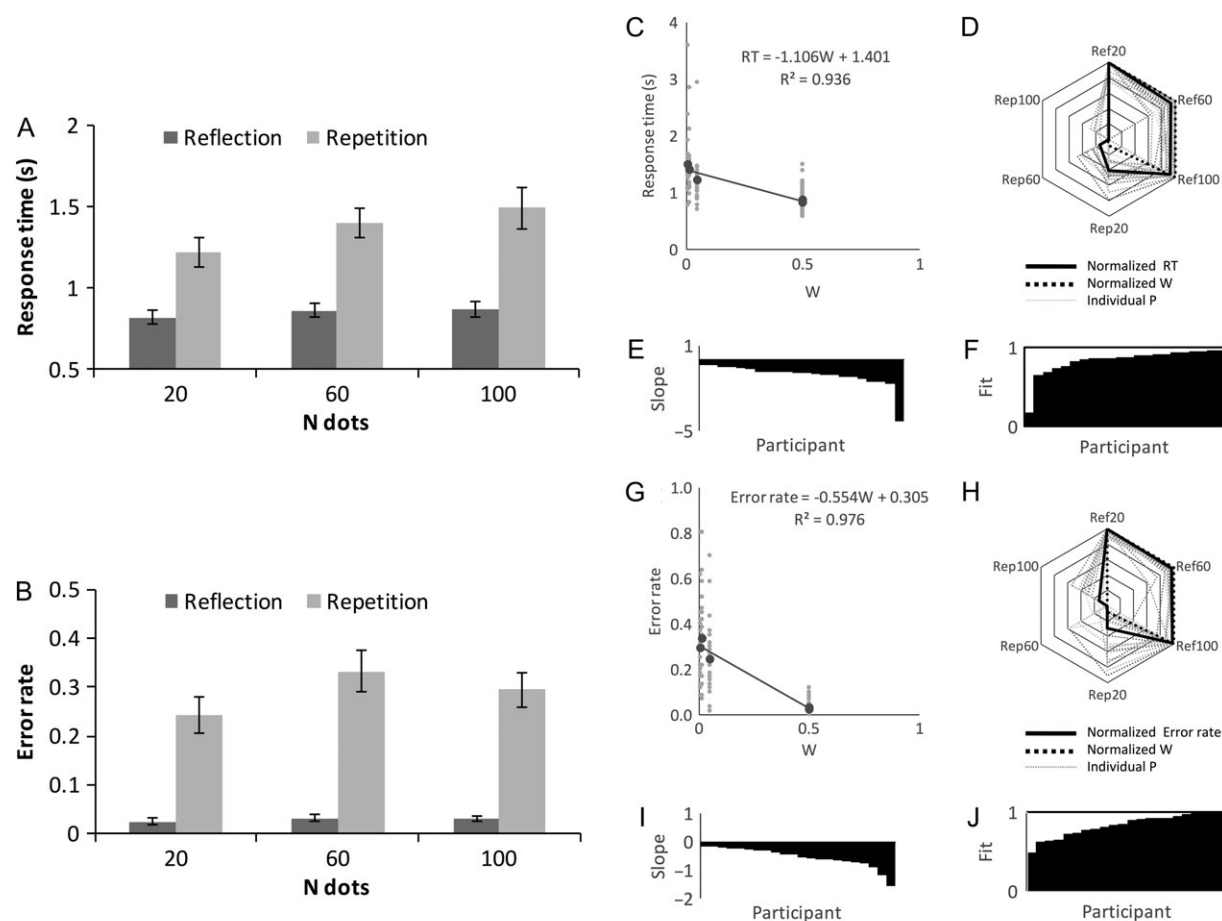 A
Reflection Repetition
Response time (s)
2
1.5
1
0.5
20 60 100
N dots
B
Reflection Repetition
Error rate
0.5
0.4
0.3
0.2
0.1
0
20 60 100
N dots
C
RT = -1.106W + 1.401
R² = 0.936
Response time (s)
4
3
2
1
0
0 0.5 1
W
D
Ref20
Rep100 Ref60
Rep60 Ref100
Rep20
Normalized RT
Normalized W
Individual P
E
Slope
1
−5
Participant
F
Fit
1
0
Participant
G
Error rate = -0.554W + 0.305
R² = 0.976
Error rate
1.0
0.8
0.6
0.4
0.2
0.0
0 0.5 1
W
H
Ref20
Rep100 Ref60
Rep60 Ref100
Rep20
Normalized Error rate
Normalized W
Individual P
I
Slope
1
0
−1
−2
Participant
J
Fit
1
0
Participant